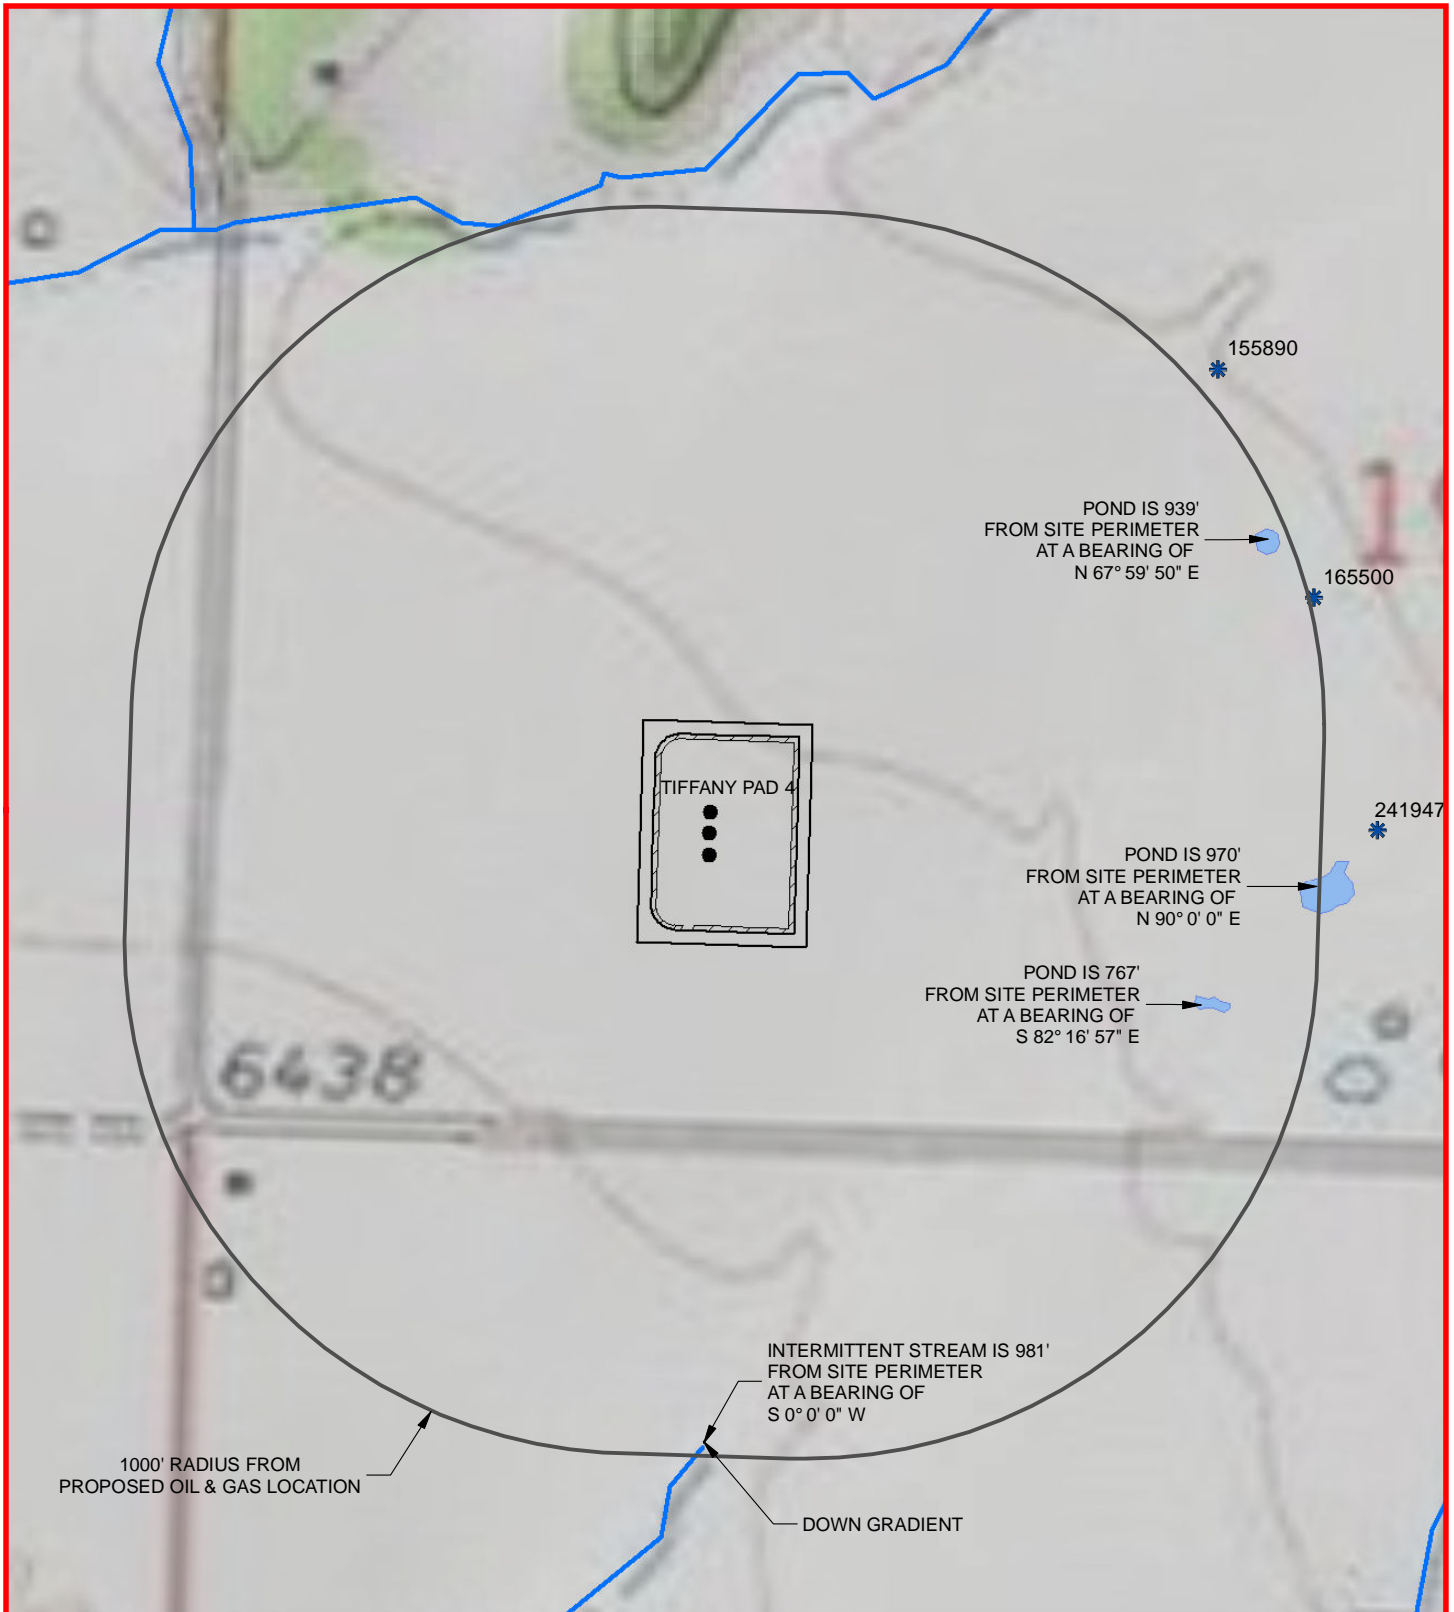 155890
POND IS 939'
FROM SITE PERIMETER
AT A BEARING OF
N 67° 59' 50" E
165500
TIFFANY PAD 4
241947
POND IS 970'
FROM SITE PERIMETER
AT A BEARING OF
N 90° 0' 0" E
POND IS 767'
FROM SITE PERIMETER
AT A BEARING OF
S 82° 16' 57" E
6438
INTERMITTENT STREAM IS 981'
FROM SITE PERIMETER
AT A BEARING OF
S 0° 0' 0" W
1000' RADIUS FROM
PROPOSED OIL & GAS LOCATION
DOWN GRADIENT